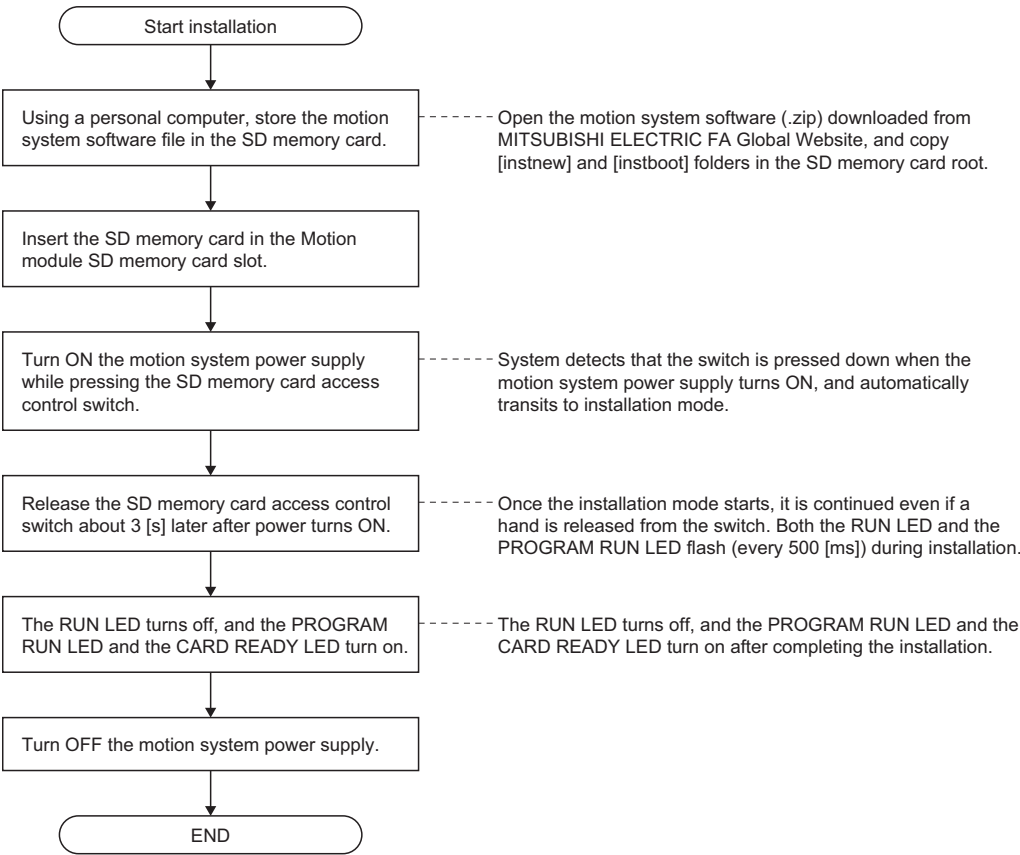 Start installation
Using a personal computer, store the motion
system software file in the SD memory card.
Open the motion system software (.zip) downloaded from
MITSUBISHI ELECTRIC FA Global Website, and copy
[instnew] and [instboot] folders in the SD memory card root.
Insert the SD memory card in the Motion
module SD memory card slot.
Turn ON the motion system power supply
while pressing the SD memory card access
control switch.
System detects that the switch is pressed down when the
motion system power supply turns ON, and automatically
transits to installation mode.
Release the SD memory card access control
switch about 3 [s] later after power turns ON.
Once the installation mode starts, it is continued even if a
hand is released from the switch. Both the RUN LED and the
PROGRAM RUN LED flash (every 500 [ms]) during installation.
The RUN LED turns off, and the PROGRAM
RUN LED and the CARD READY LED turn on.
The RUN LED turns off, and the PROGRAM RUN LED and the
CARD READY LED turn on after completing the installation.
Turn OFF the motion system power supply.
END